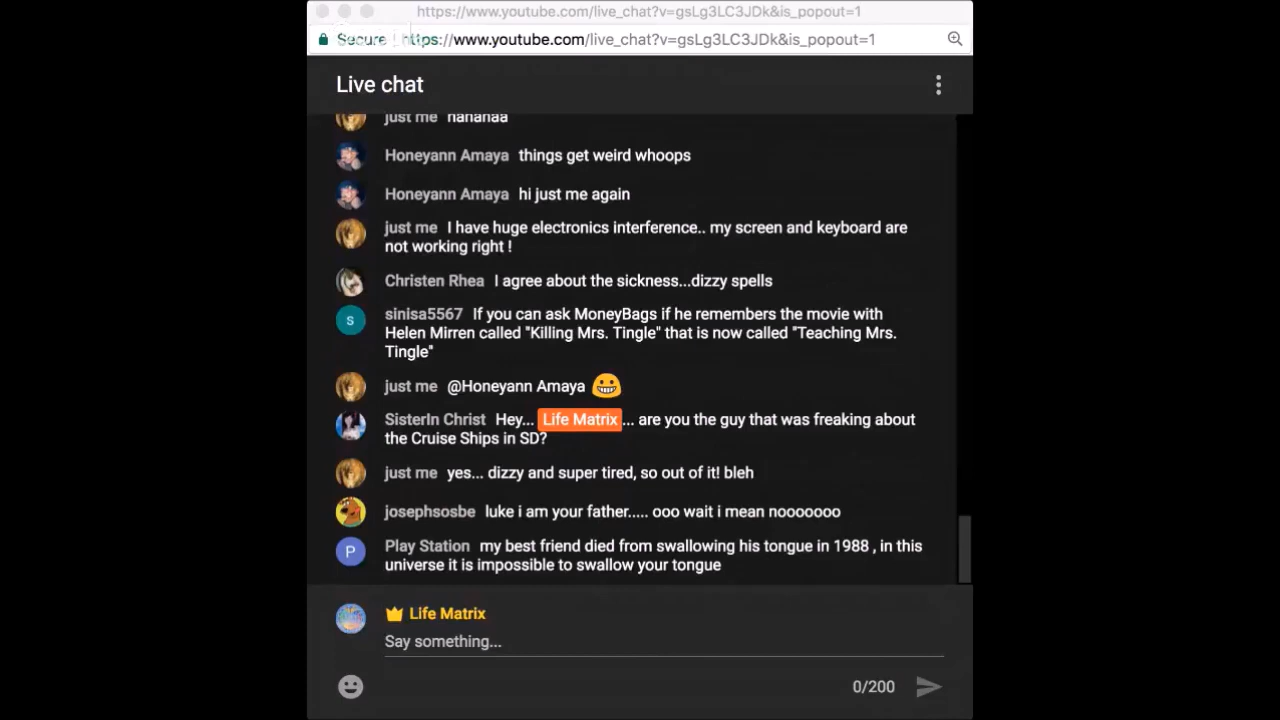 https://www.youtube.com/live_chat?v=gsLg3LC3JDk&is_popout=1
Secure https://www.youtube.com/live_chat?v=gsLg3LC3JDk&is_popout=1
Live chat
just me nananaa
Honeyann Amaya things get weird whoops
Honeyann Amaya hi just me again
just me I have huge electronics interference.. my screen and keyboard are
not working right !
Christen Rhea I agree about the sickness...dizzy spells
S sinisa5567 If you can ask MoneyBags if he remembers the movie with
Helen Mirren called "Killing Mrs. Tingle" that is now called "Teaching Mrs.
Tingle"
just me @Honeyann Amaya
SisterIn Christ Hey... Life Matrix ... are you the guy that was freaking about
the Cruise Ships in SD?
just me yes... dizzy and super tired, so out of it! bleh
josephsosbe luke i am your father..... ooo wait i mean nooooooo
P Play Station my best friend died from swallowing his tongue in 1988 , in this
universe it is impossible to swallow your tongue
Life Matrix
Say something...
0/200